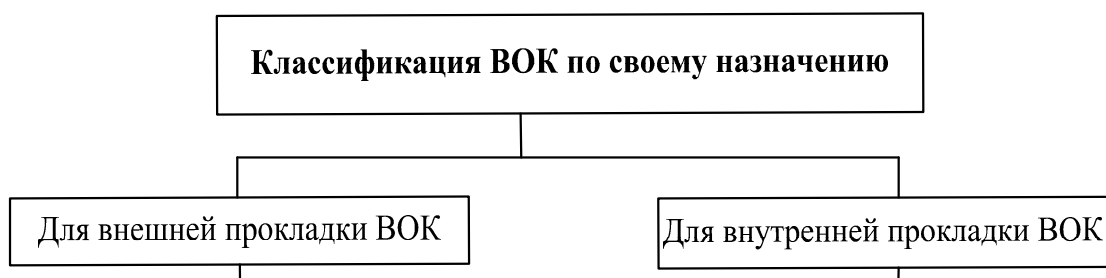 Классификация ВОК по своему назначению
Для внешней прокладки ВОК
Для внутренней прокладки ВОК